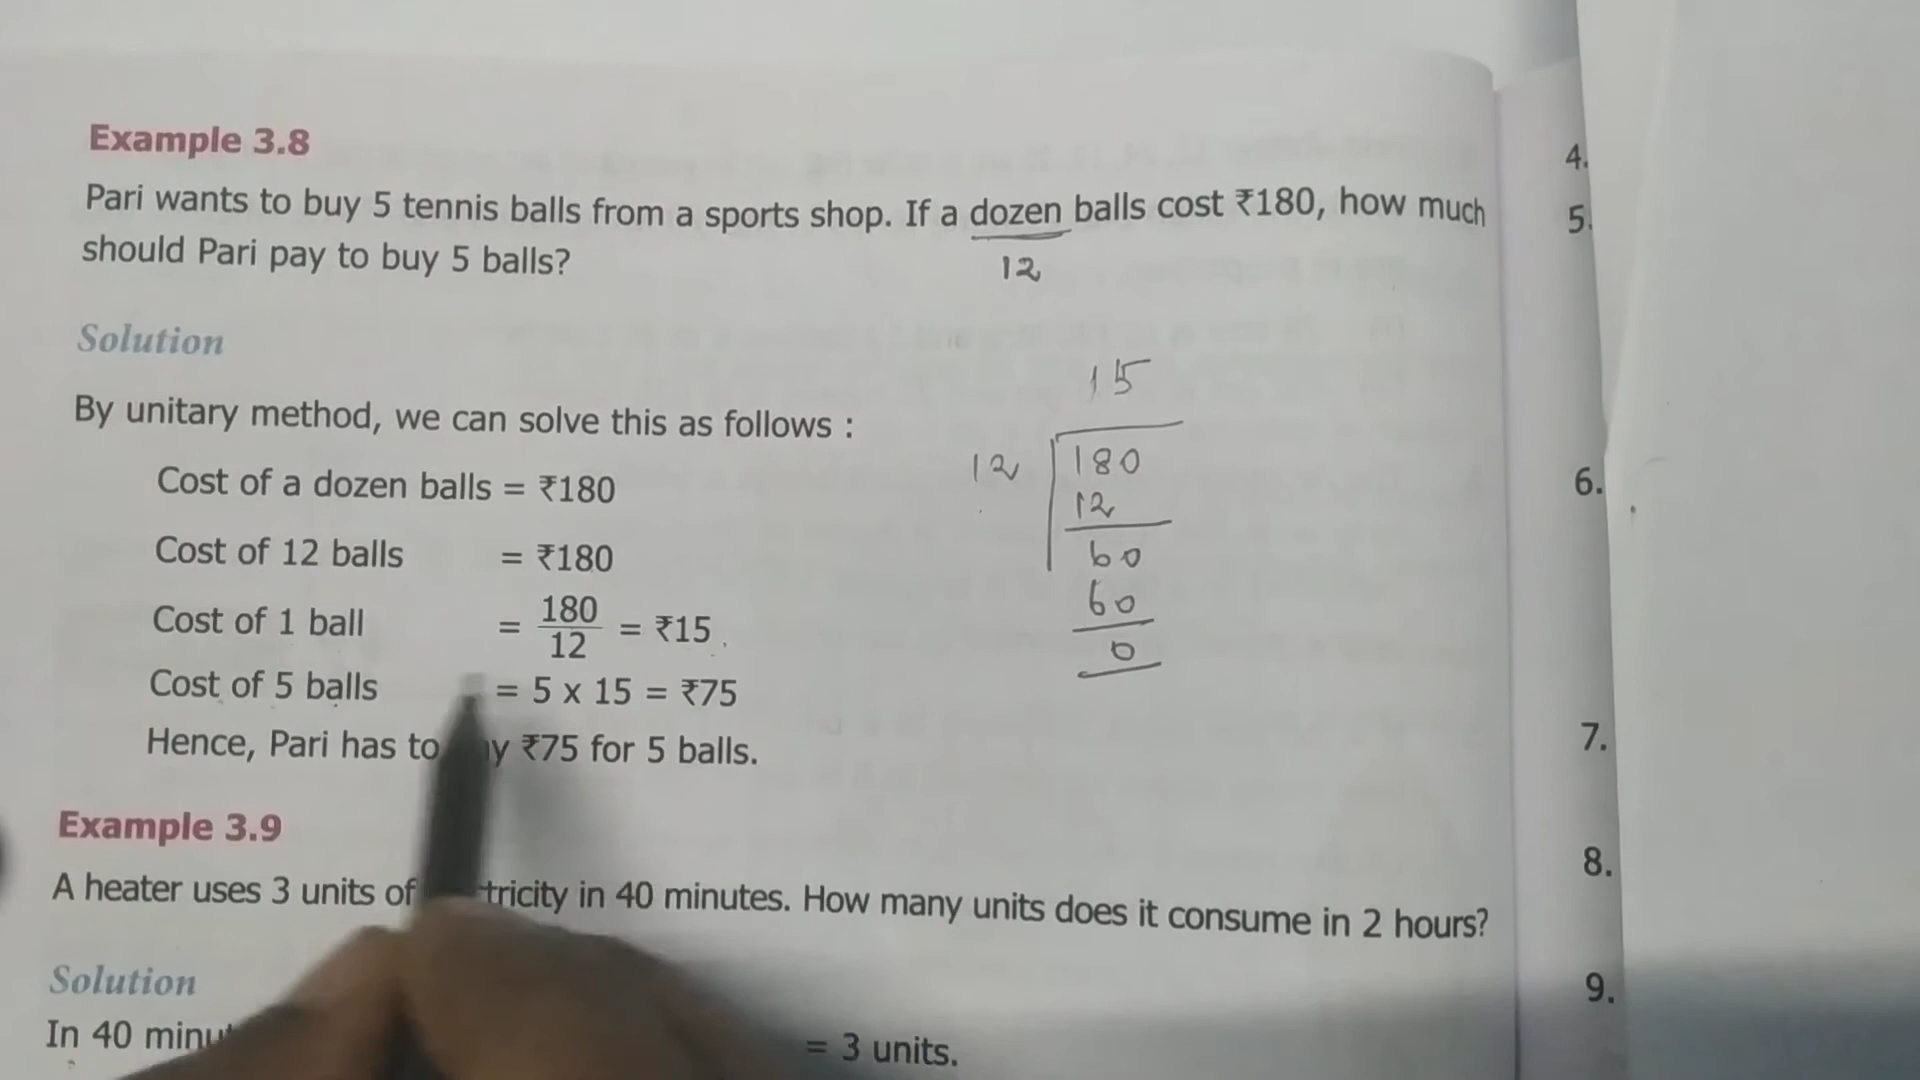 Example 3.8
Pari wants to buy 5 tennis balls from a sports shop. If a dozen balls cost ₹180, how much
should Pari pay to buy 5 balls?
12
Solution
By unitary method, we can solve this as follows :
Cost of a dozen balls = ₹180
Cost of 12 balls = ₹180
Cost of 1 ball = 180/12 = ₹15
Cost of 5 balls = 5 x 15 = ₹75
Hence, Pari has to ₹75 for 5 balls.
15
12 180
12
60
60
0
Example 3.9
A heater uses 3 units of in 40 minutes. How many units does it consume in 2 hours?
Solution
In 40 = 3 units.
4.
5.
6.
7.
8.
9.